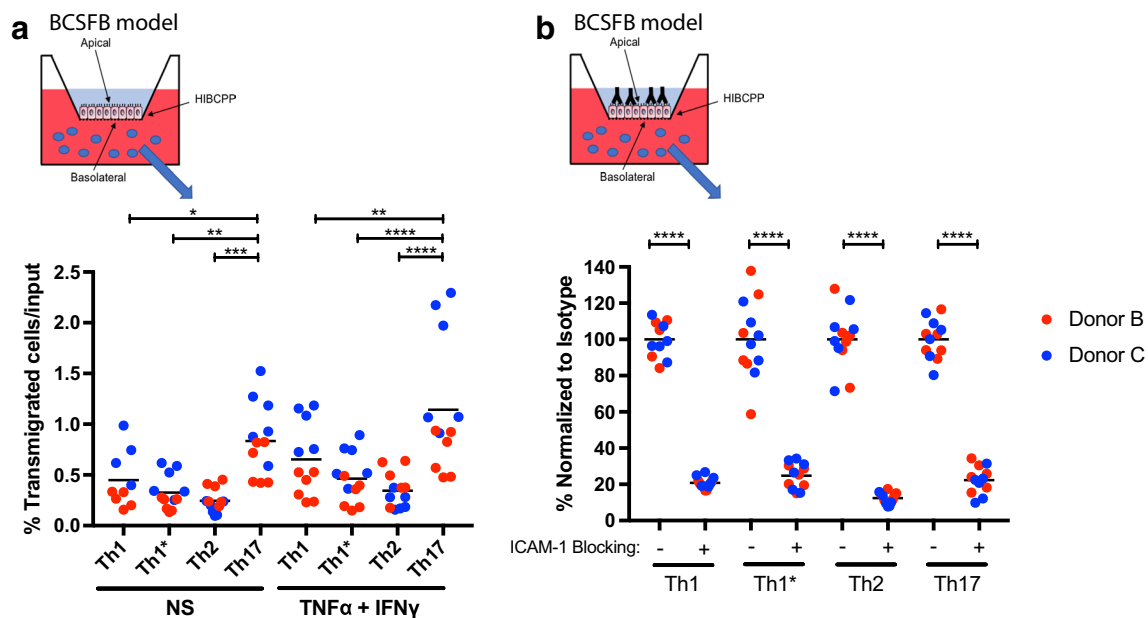 a
BCSFB model
Apical
HIBCPP
Basolateral
* **
** ****
*** ****
% Transmigrated cells/input
2.5
2.0
1.5
1.0
0.5
0.0
Th1 Th1* Th2 Th17 Th1 Th1* Th2 Th17
NS TNFα + IFNγ
b
BCSFB model
Apical
HIBCPP
Basolateral
**** **** **** ****
% Normalized to Isotype
140
120
100
80
60
40
20
0
ICAM-1 Blocking: - + - + - + - +
Th1 Th1* Th2 Th17
Donor B
Donor C